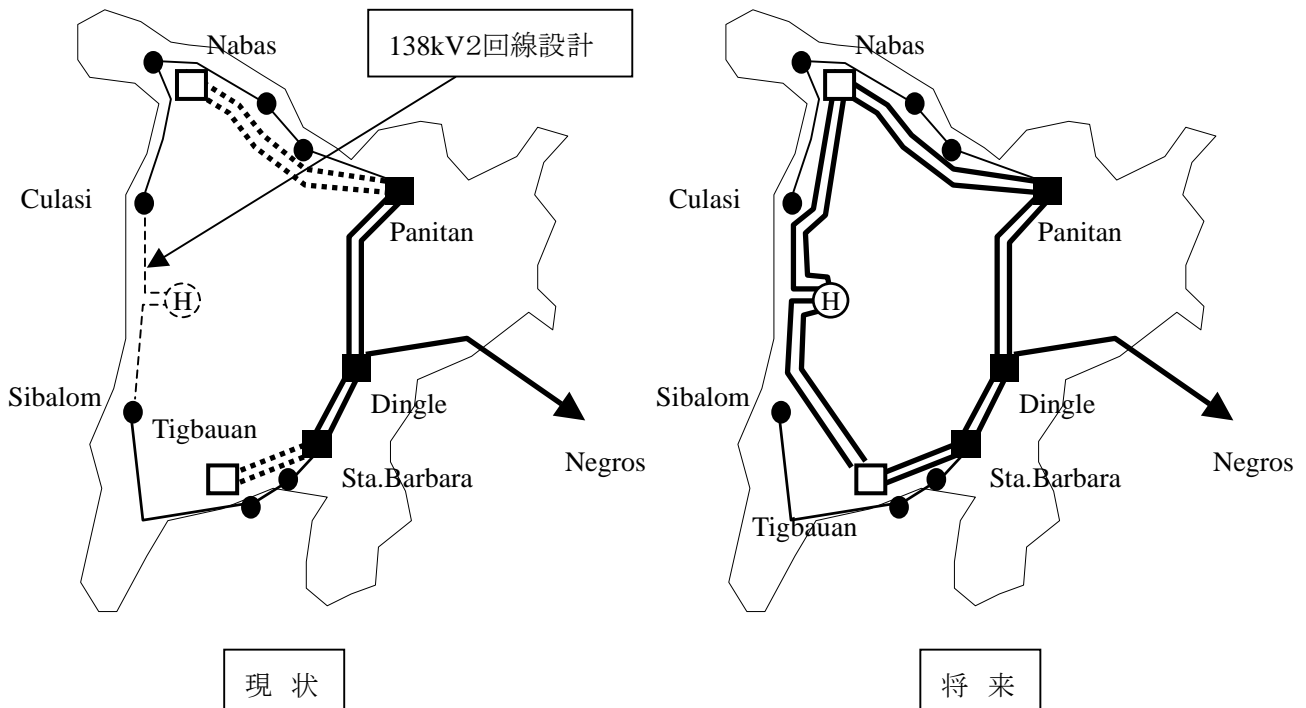 Nabas
138kV2回線設計
Culasi
Panitan
H
Sibalom
Tigbauan
Dingle
Sta.Barbara
Negros
現 状
Nabas
Culasi
Panitan
H
Sibalom
Dingle
Sta.Barbara
Negros
Tigbauan
将 来